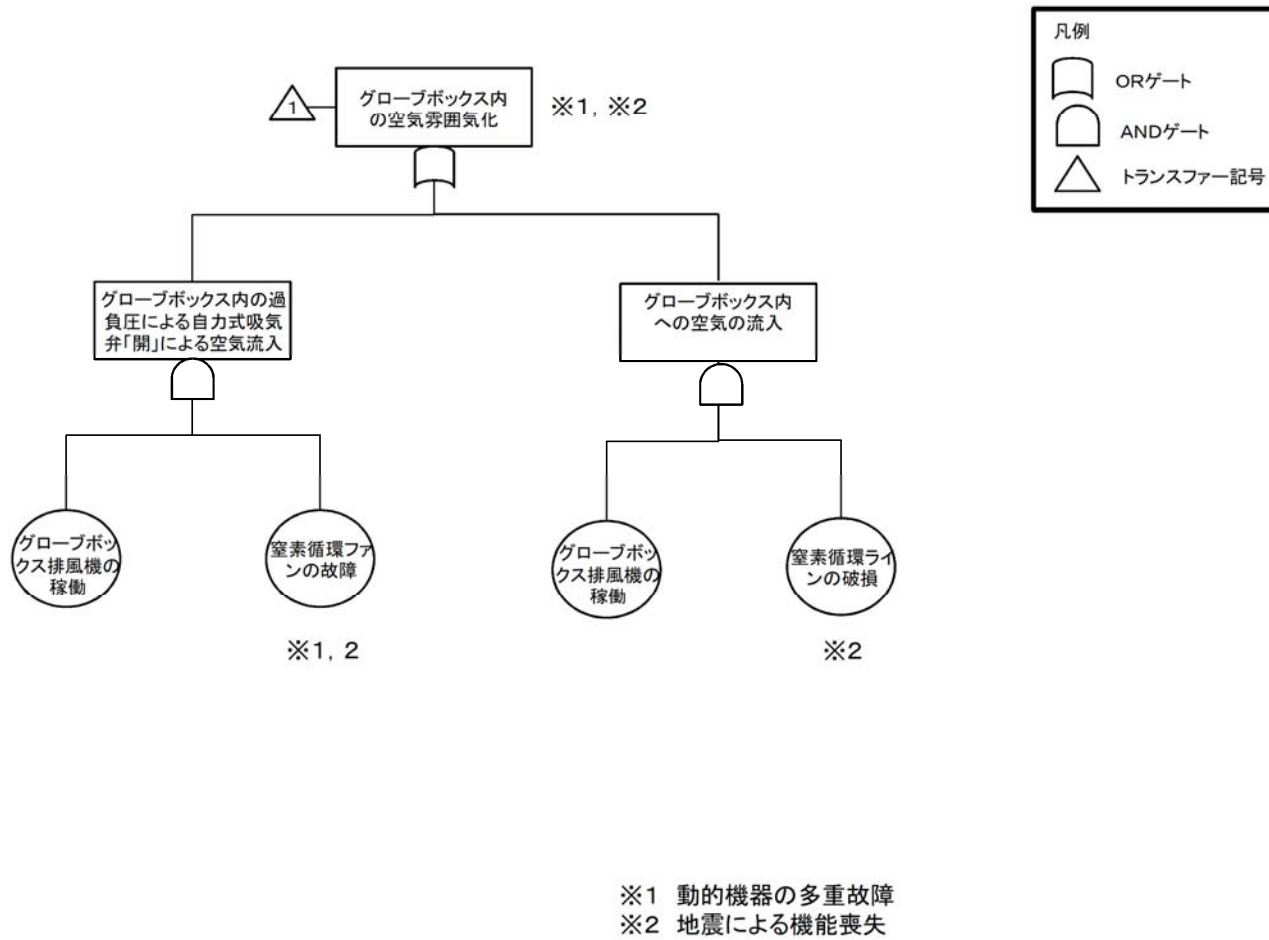 凡例
ORゲート
ANDゲート
トランスファー記号
1
グローブボックス内
の空気雰囲気化
※1, ※2
グローブボックス内の過
負圧による自力式吸気
弁「開」による空気流入
グローブボックス内
への空気の流入
グローブボッ
クス排風機の
稼働
窒素循環ファ
ンの故障
※1, 2
グローブボッ
クス排風機の
稼働
窒素循環ライ
ンの破損
※2
※1 動的機器の多重故障
※2 地震による機能喪失